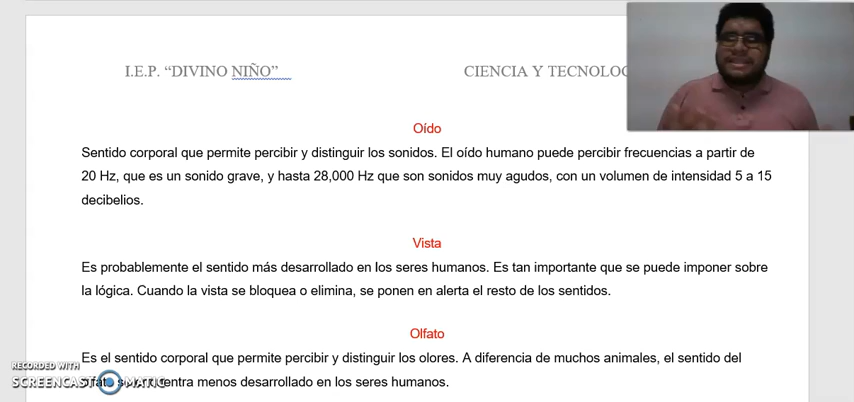 I.E.P. “DIVINO NIÑO”
CIENCIA Y
Oído
Sentido corporal que permite percibir y distinguir los sonidos. El oído humano puede percibir frecuencias a partir de
20 Hz, que es un sonido grave, y hasta 28,000 Hz que son sonidos muy agudos, con un volumen de intensidad 5 a 15
decibelios.
Vista
Es probablemente el sentido más desarrollado en los seres humanos. Es tan importante que se puede imponer sobre
la lógica. Cuando la vista se bloquea o elimina, se ponen en alerta el resto de los sentidos.
Olfato
Es el sentido corporal que permite percibir y distinguir los olores. A diferencia de muchos animales, el sentido del
menos desarrollado en los seres humanos.
RECORDED WITH
SCREENCAST MATIC